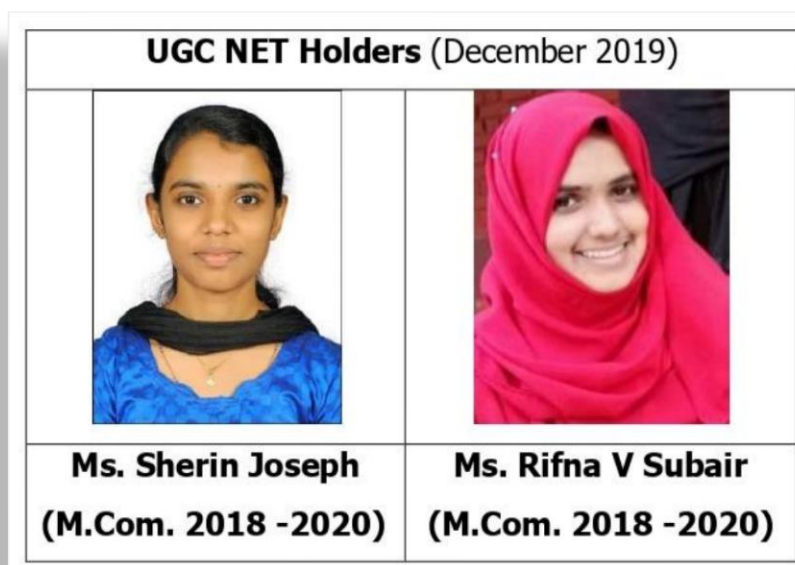 UGC NET Holders (December 2019)
Ms. Sherin Joseph
(M.Com. 2018 -2020)
Ms. Rifna V Subair
(M.Com. 2018 -2020)